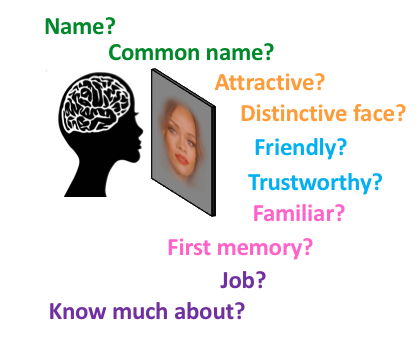 Name?
Common name?
Attractive?
Distinctive face?
Friendly?
Trustworthy?
Familiar?
First memory?
Job?
Know much about?